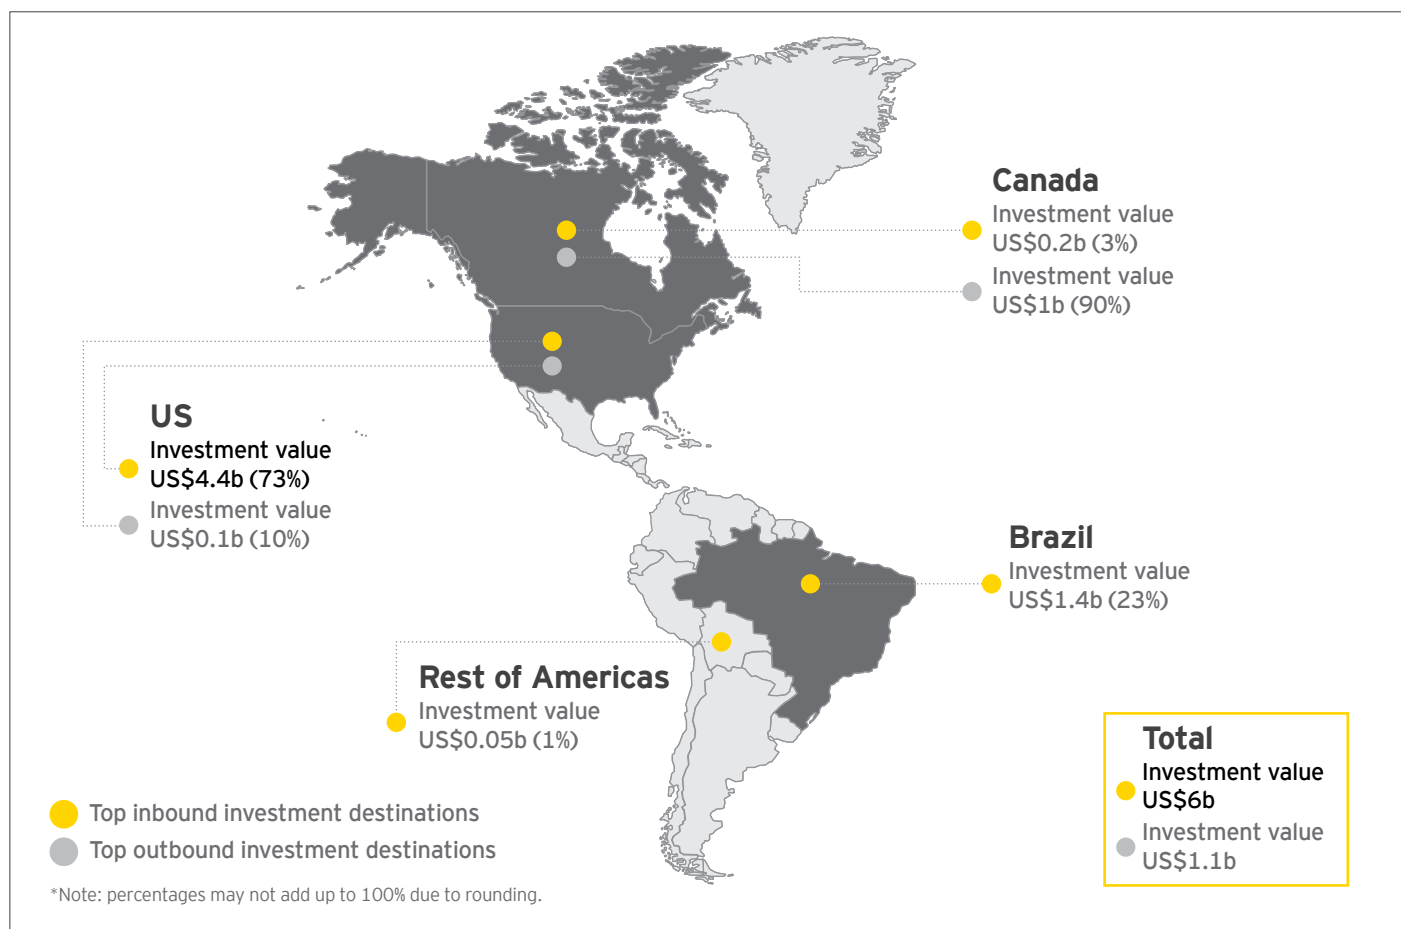 Canada
Investment value
US$0.2b (3%)
Investment value
US$1b (90%)
US
Investment value
US$4.4b (73%)
Investment value
US$0.1b (10%)
Brazil
Investment value
US$1.4b (23%)
Rest of Americas
Investment value
US$0.05b (1%)
Total
Investment value
US$6b
Investment value
US$1.1b
Top inbound investment destinations
Top outbound investment destinations
*Note: percentages may not add up to 100% due to rounding.